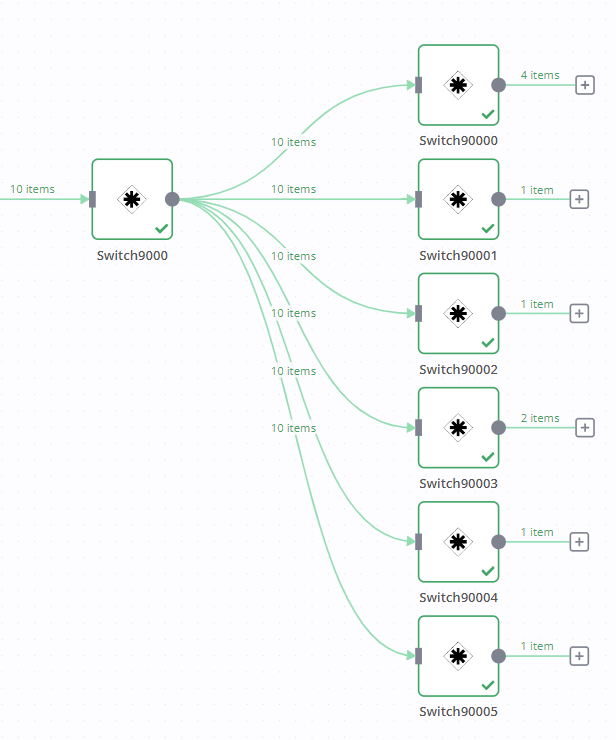 4 items
Switch90000
10 items
10 items
10 items
1 item
Switch9000
Switch90001
10 items
1 item
Switch90002
10 items
10 items
2 items
Switch90003
10 items
1 item
Switch90004
1 item
Switch90005